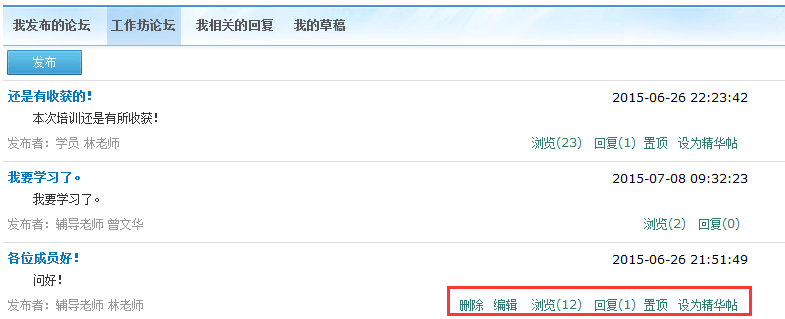 我发布的论坛 工作坊论坛 我相关的回复 我的草稿
发布
还是有收获的！ 2015-06-26 22:23:42
本次培训还是有所收获！
发布者：学员 林老师 浏览(23) 回复(1) 置顶 设为精华帖
我要学习了。 2015-07-08 09:32:23
我要学习了。
发布者：辅导老师 曾文华 浏览(2) 回复(0)
各位成员好！ 2015-06-26 21:51:49
问好！
发布者：辅导老师 林老师 删除 编辑 浏览(12) 回复(1) 置顶 设为精华帖